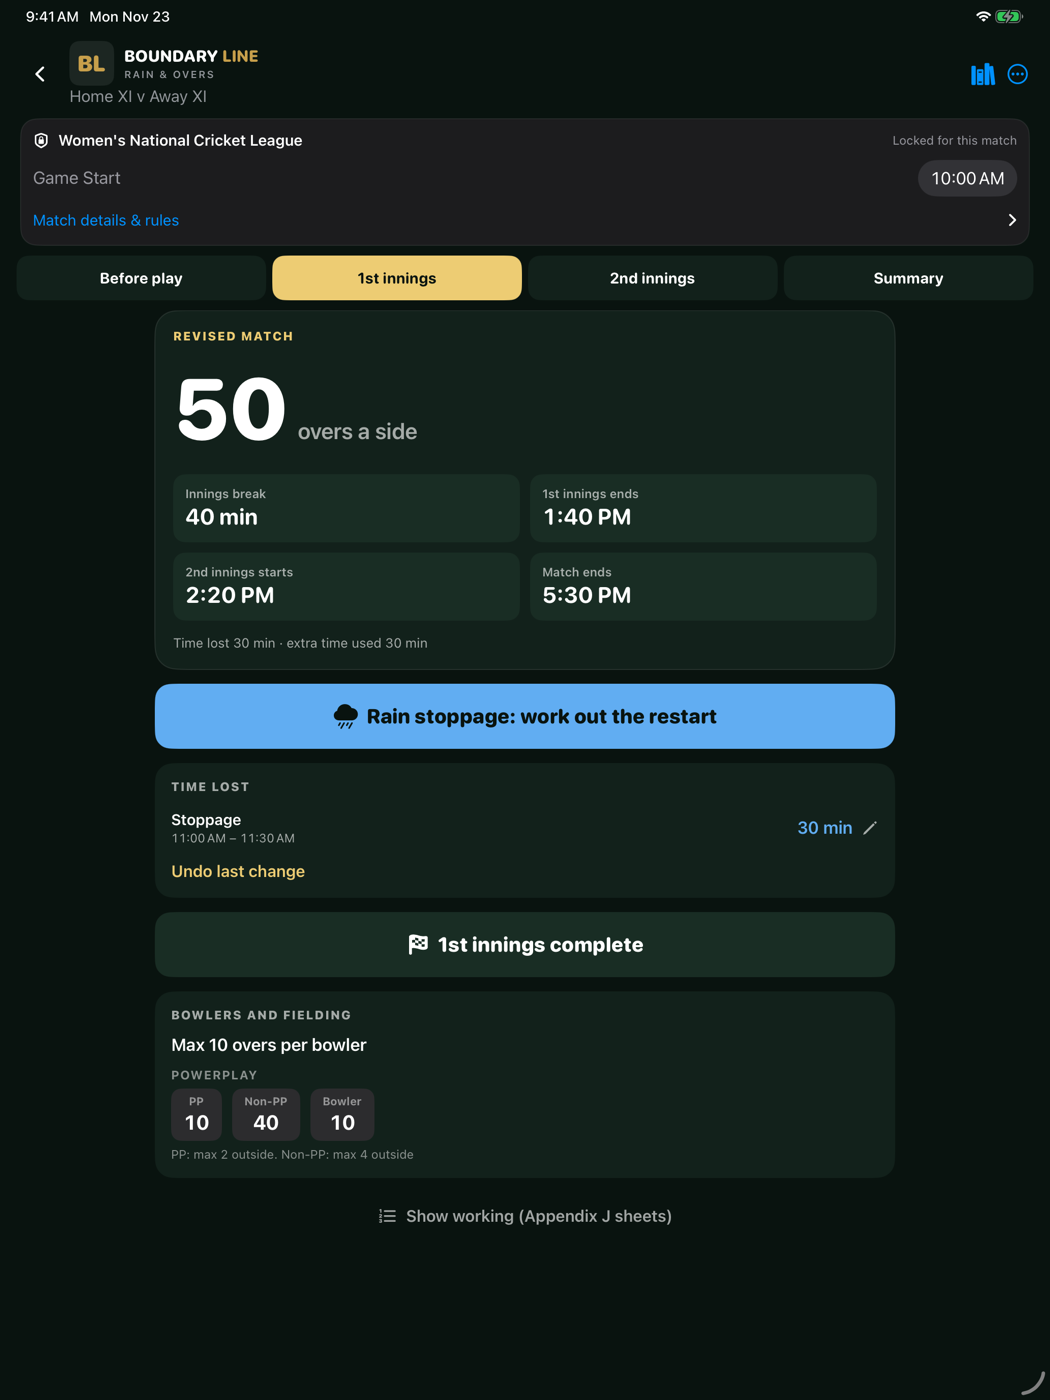 9:41 AM Mon Nov 23
BL
BOUNDARY LINE
RAIN & OVERS
Home XI v Away XI
Women's National Cricket League
Locked for this match
Game Start
10:00 AM
Match details & rules
Before play
1st innings
2nd innings
Summary
REVISED MATCH
50 overs a side
Innings break
40 min
1st innings ends
1:40 PM
2nd innings starts
2:20 PM
Match ends
5:30 PM
Time lost 30 min · extra time used 30 min
Rain stoppage: work out the restart
TIME LOST
Stoppage
11:00 AM – 11:30 AM
30 min
Undo last change
1st innings complete
BOWLERS AND FIELDING
Max 10 overs per bowler
POWERPLAY
PP
10
Non-PP
40
Bowler
10
PP: max 2 outside. Non-PP: max 4 outside
Show working (Appendix J sheets)